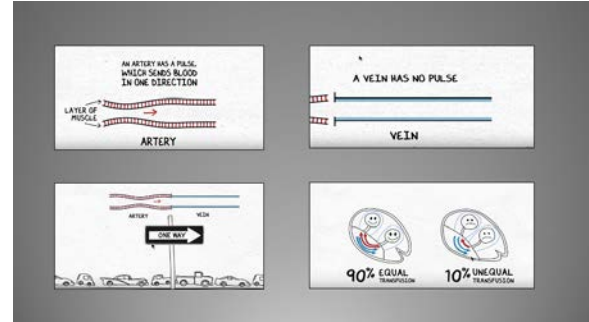 AN ARTERY HAS A PULSE,
WHICH SENDS BLOOD
IN ONE DIRECTION
LAYER OF
MUSCLE
ARTERY
A VEIN HAS NO PULSE
VEIN
ARTERY
VEIN
ONE WAY
90% EQUAL
TRANSFUSION
10% UNEQUAL
TRANSFUSION